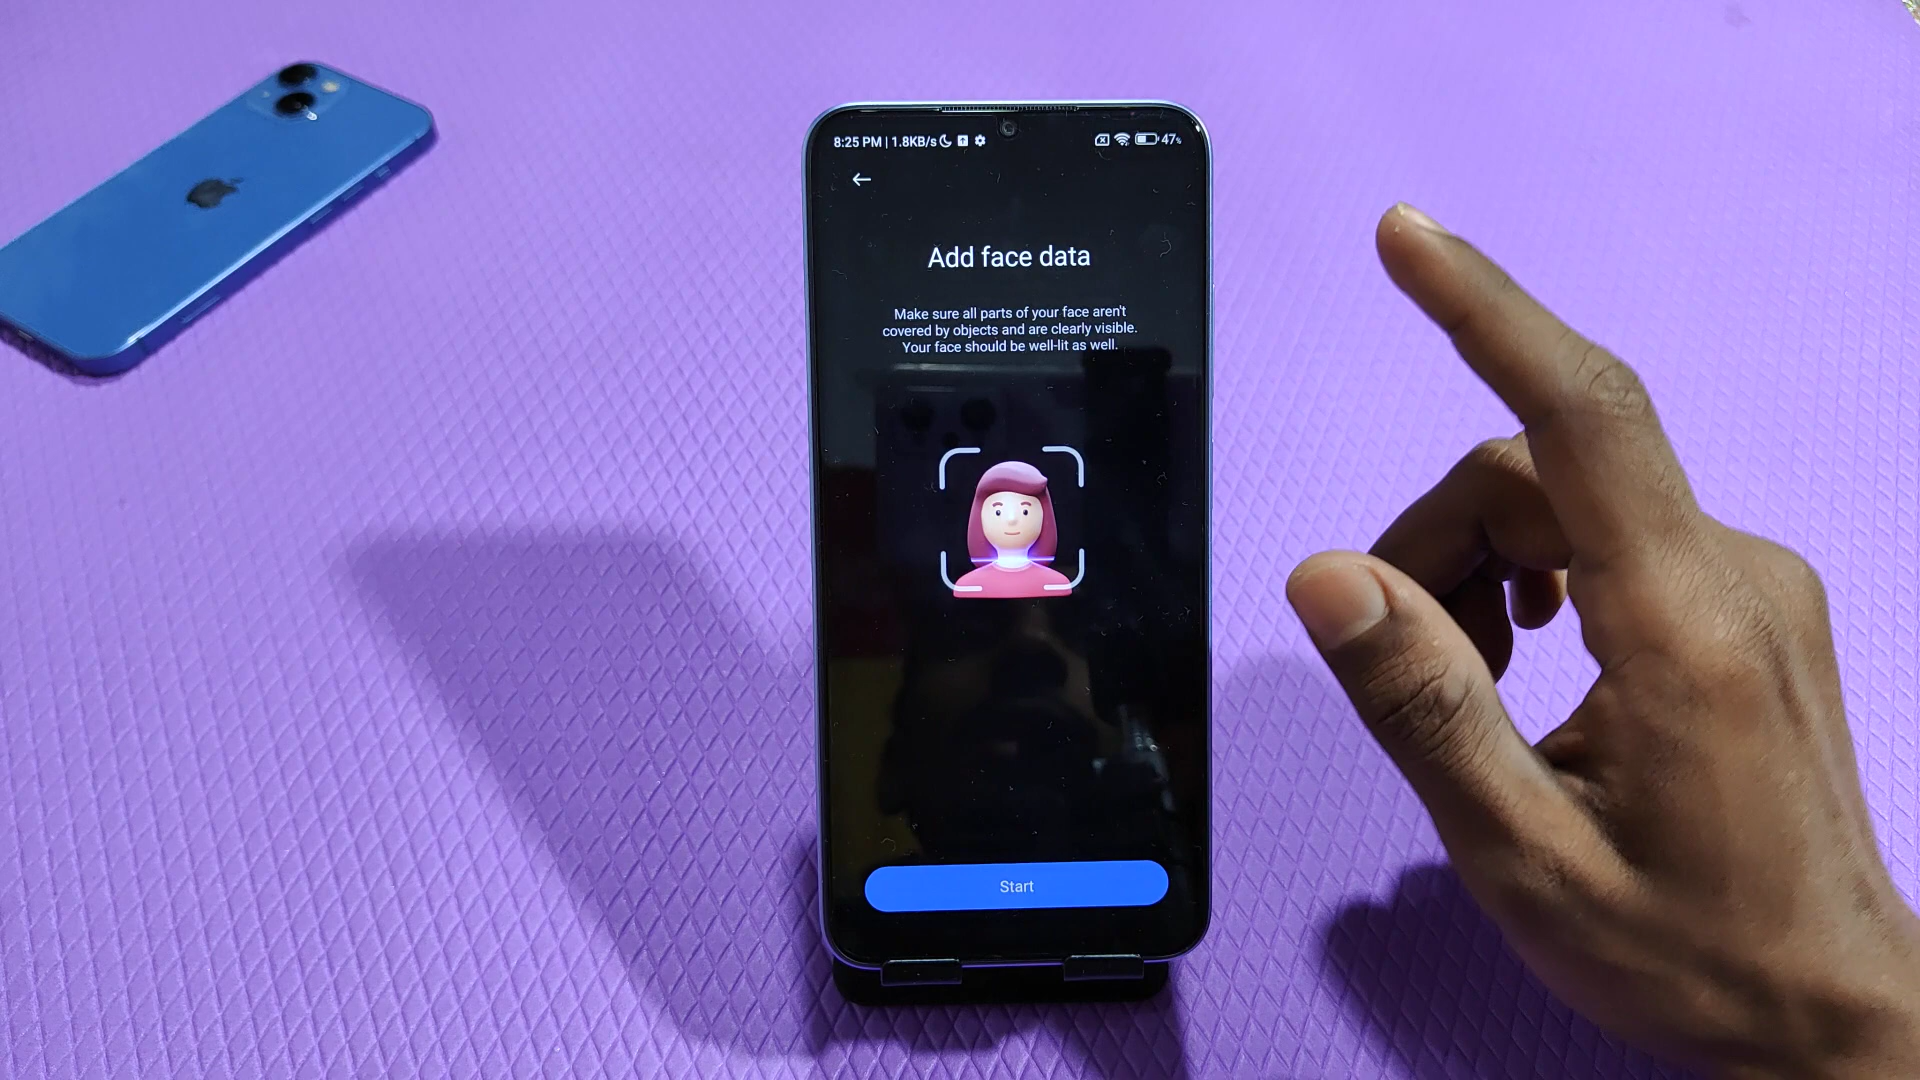 8:25 PM | 1.8KB/s 47%
Add face data
Make sure all parts of your face aren't
covered by objects and are clearly visible.
Your face should be well-lit as well.
Start